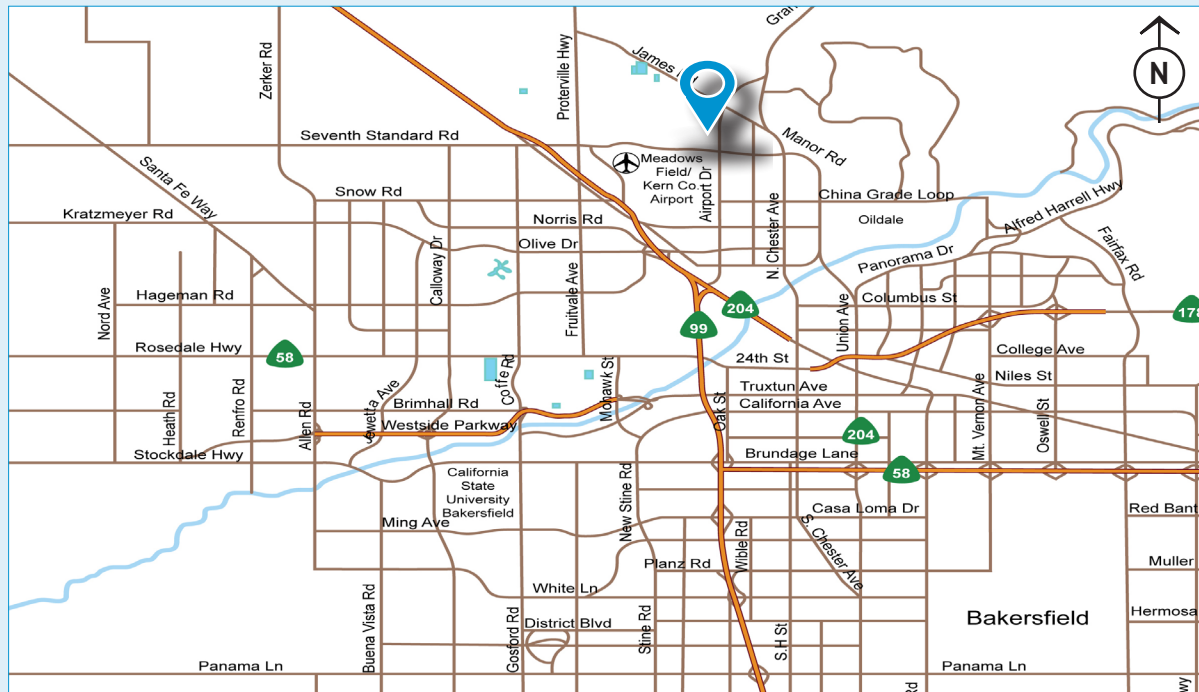 Gran
N
James
Zerker Rd
Proterville Hwy
Seventh Standard Rd
Manor Rd
Meadows
Field/
Kern Co.
Airport
Airport Dr
Santa Fe Way
Snow Rd
China Grade Loop
Alfred Harrell Hwy
Kratzmeyer Rd
Norris Rd
Oildale
N. Chester Ave
Olive Dr
Panorama Dr
Fairfax Rd
Calloway Dr
Nord Ave
Hageman Rd
Fruitvale Ave
Columbus St
Union Ave
204
99
178
Rosedale Hwy
58
24th St
College Ave
Coffe Rd
Mohawk St
Niles St
Truxtun Ave
Jewetta Ave
Brimhall Rd
California Ave
Heath Rd
Renfro Rd
Allen Rd
Westside Parkway
Oak St
Mt. Vernon Ave
Oswell St
204
Stockdale Hwy
Brundage Lane
58
California
State
University
Bakersfield
New Stine Rd
Casa Loma Dr
Red Bant
Ming Ave
S. Chester Ave
Wible Rd
Planz Rd
Muller
White Ln
Buena Vista Rd
Gosford Rd
District Blvd
Stine Rd
S.H St
Bakersfield
Hermosa
Panama Ln
Panama Ln
Rd
wy